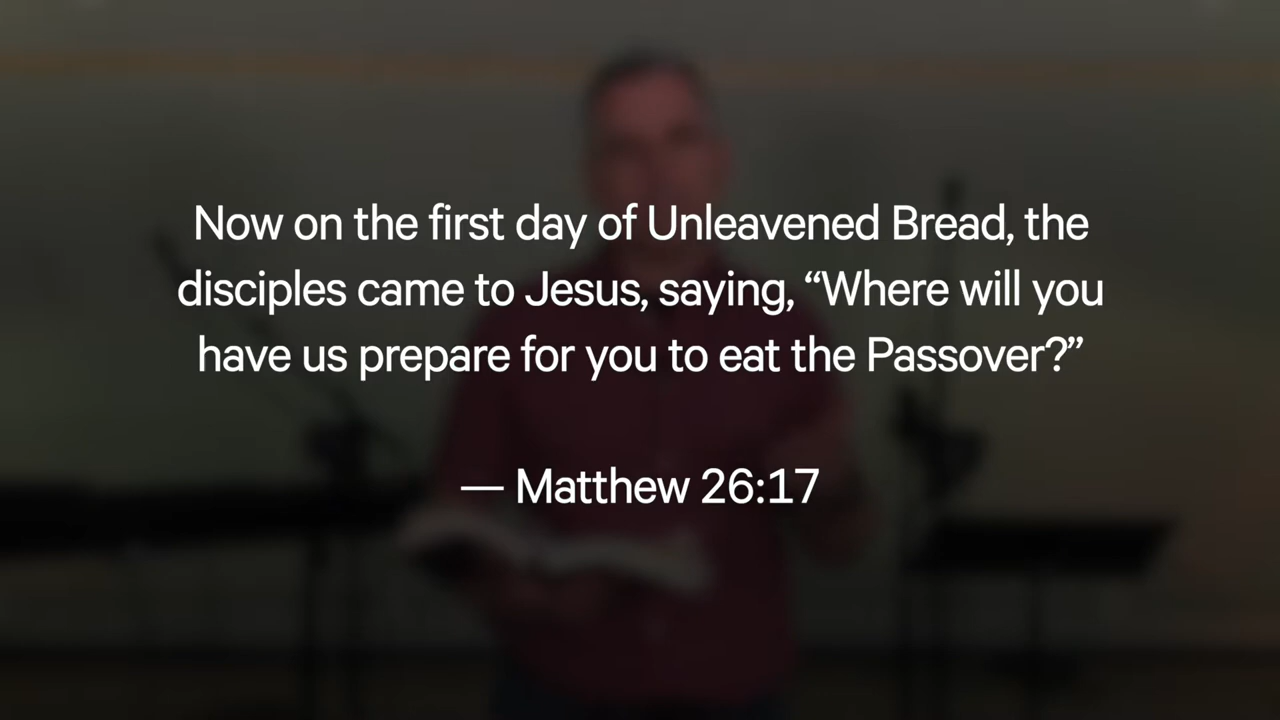 Now on the first day of Unleavened Bread, the
disciples came to Jesus, saying, “Where will you
have us prepare for you to eat the Passover?”
— Matthew 26:17